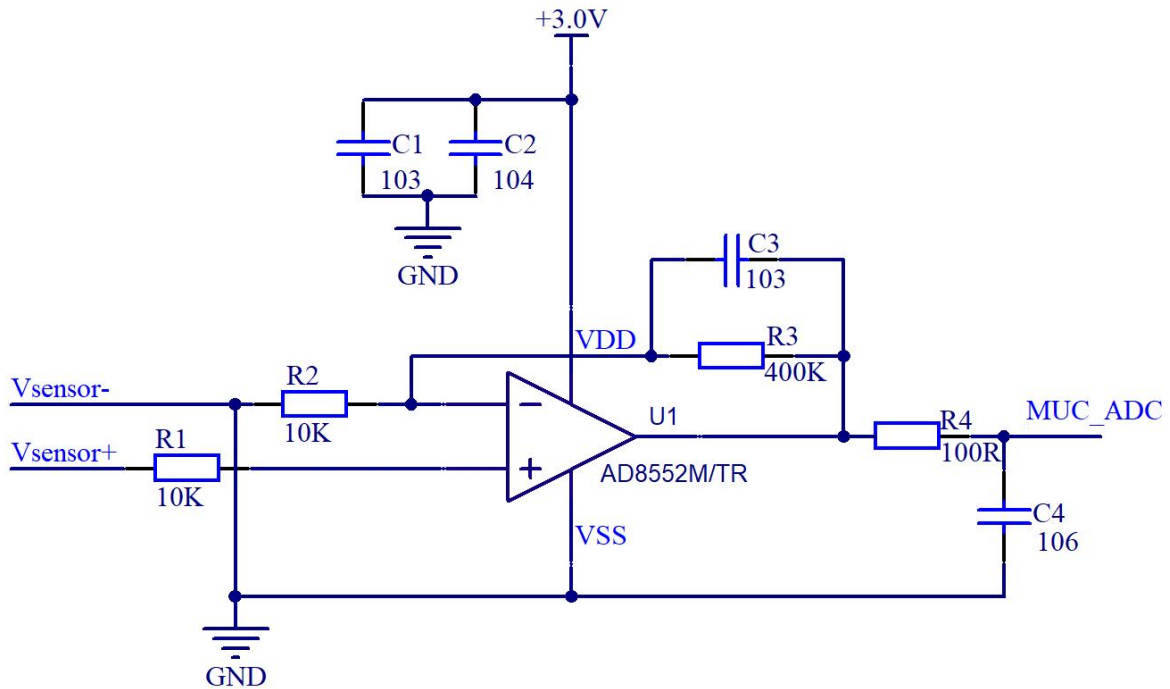 +3.0V
C1
103
C2
104
GND
C3
103
VDD
R3
400K
Vsensor-
R2
10K
U1
MUC_ADC
Vsensor+
R1
10K
AD8552M/TR
R4
100R
VSS
C4
106
GND